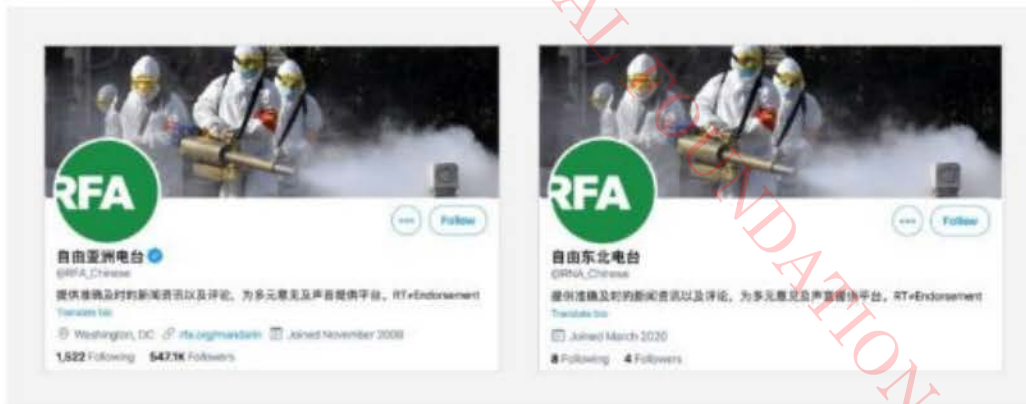 RFA
Follow
自由亚洲电台
@RFA_Chinese
提供准确及时的新闻资讯以及评论，为多元意见及声音提供平台。RT≠Endorsement
Translate bio
Washington, DC rfa.org/mandarin Joined November 2008
1,522 Following 547.1K Followers
RFA
Follow
自由东北电台
@RNA_Chinese
提供准确及时的新闻资讯以及评论，为多元意见及声音提供平台。RT≠Endorsement
Translate bio
Joined March 2020
8 Following 4 Followers
AL FOUNDATION